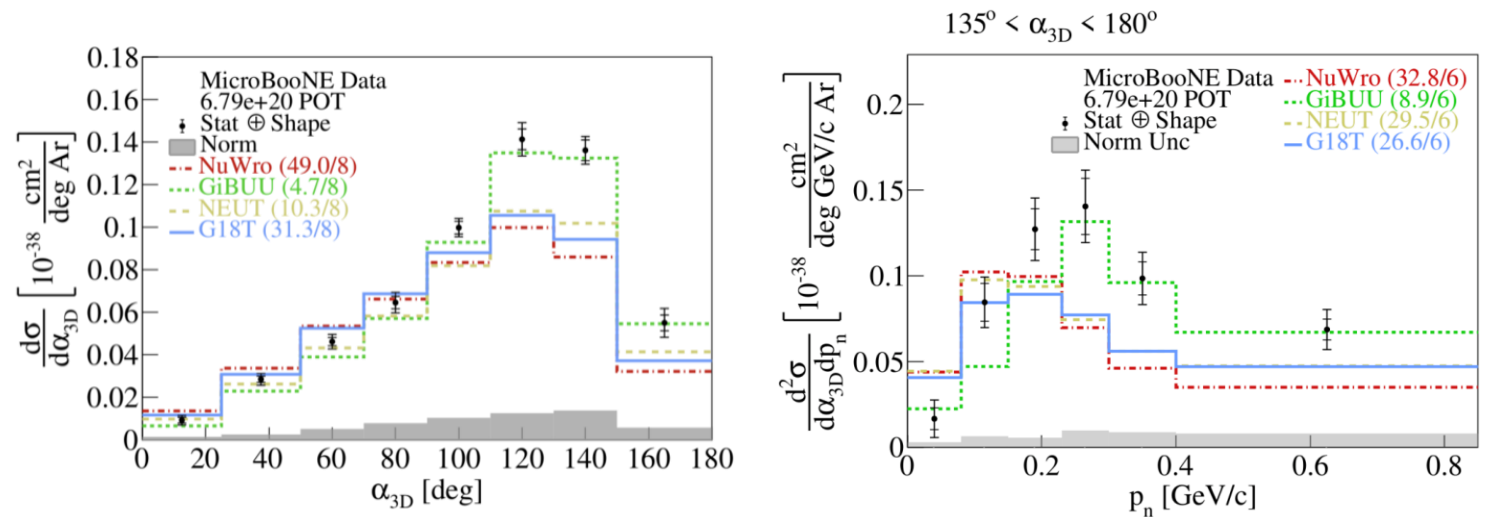 0.18
0.16
0.14
0.12
0.1
0.08
0.06
0.04
0.02
0
dσ/dα3D [10^-38 cm^2/deg Ar]
MicroBooNE Data
6.79e+20 POT
Stat ⊕ Shape
Norm
NuWro (49.0/8)
GiBUU (4.7/8)
NEUT (10.3/8)
G18T (31.3/8)
0 20 40 60 80 100 120 140 160 180
α3D [deg]
135° < α3D < 180°
0.2
0.15
0.1
0.05
0
d^2σ/dα3Ddpn [10^-38 cm^2/deg GeV/c Ar]
MicroBooNE Data
6.79e+20 POT
Stat ⊕ Shape
Norm Unc
NuWro (32.8/6)
GiBUU (8.9/6)
NEUT (29.5/6)
G18T (26.6/6)
0 0.2 0.4 0.6 0.8
pn [GeV/c]